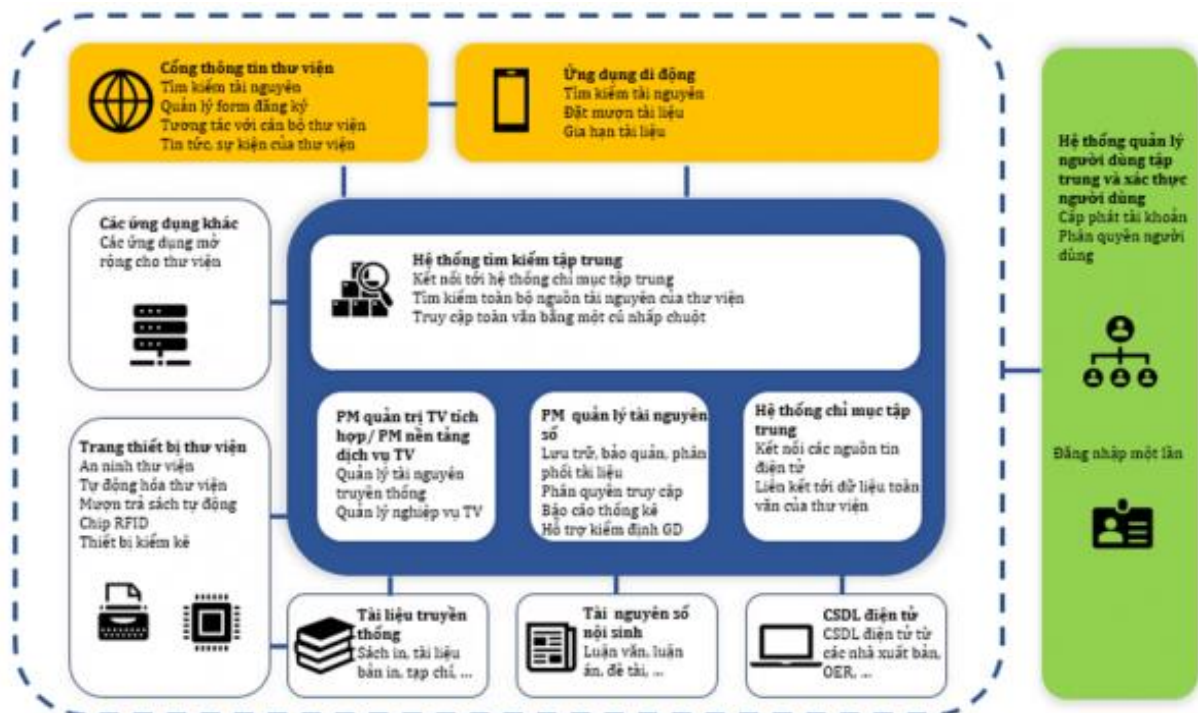 Cổng thông tin thư viện
Tìm kiếm tài nguyên
Quản lý form đăng ký
Tương tác với cán bộ thư viện
Tin tức, sự kiện của thư viện
Ứng dụng di động
Tìm kiếm tài nguyên
Đặt mượn tài liệu
Gia hạn tài liệu
Các ứng dụng khác
Các ứng dụng mở
rộng cho thư viện
Hệ thống tìm kiếm tập trung
Kết nối tới hệ thống chỉ mục tập trung
Tìm kiếm toàn bộ nguồn tài nguyên của thư viện
Truy cập toàn văn bằng một cú nhấp chuột
Trang thiết bị thư viện
An ninh thư viện
Tự động hóa thư viện
Mượn trả sách tự động
Chip RFID
Thiết bị kiểm kê
PM quản trị TV tích
hợp/ PM nền tảng
dịch vụ TV
Quản lý tài nguyên
truyền thống
Quản lý nghiệp vụ TV
PM quản lý tài nguyên
số
Lưu trữ, bảo quản, phân
phối tài liệu
Phân quyền truy cập
Báo cáo thống kê
Hỗ trợ kiểm định GD
Hệ thống chỉ mục tập
trung
Kết nối các nguồn tin
điện tử
Liên kết tới dữ liệu toàn
văn của thư viện
Tài liệu truyền
thống
Sách in, tài liệu
bản in, tạp chí, ...
Tài nguyên số
nội sinh
Luận văn, luận
án, đề tài, ...
CSDL điện tử
CSDL điện tử từ
các nhà xuất bản,
OER, ...
Hệ thống quản lý
người dùng tập
trung và xác thực
người dùng
Cấp phát tài khoản
Phân quyền người
dùng
Đăng nhập một lần